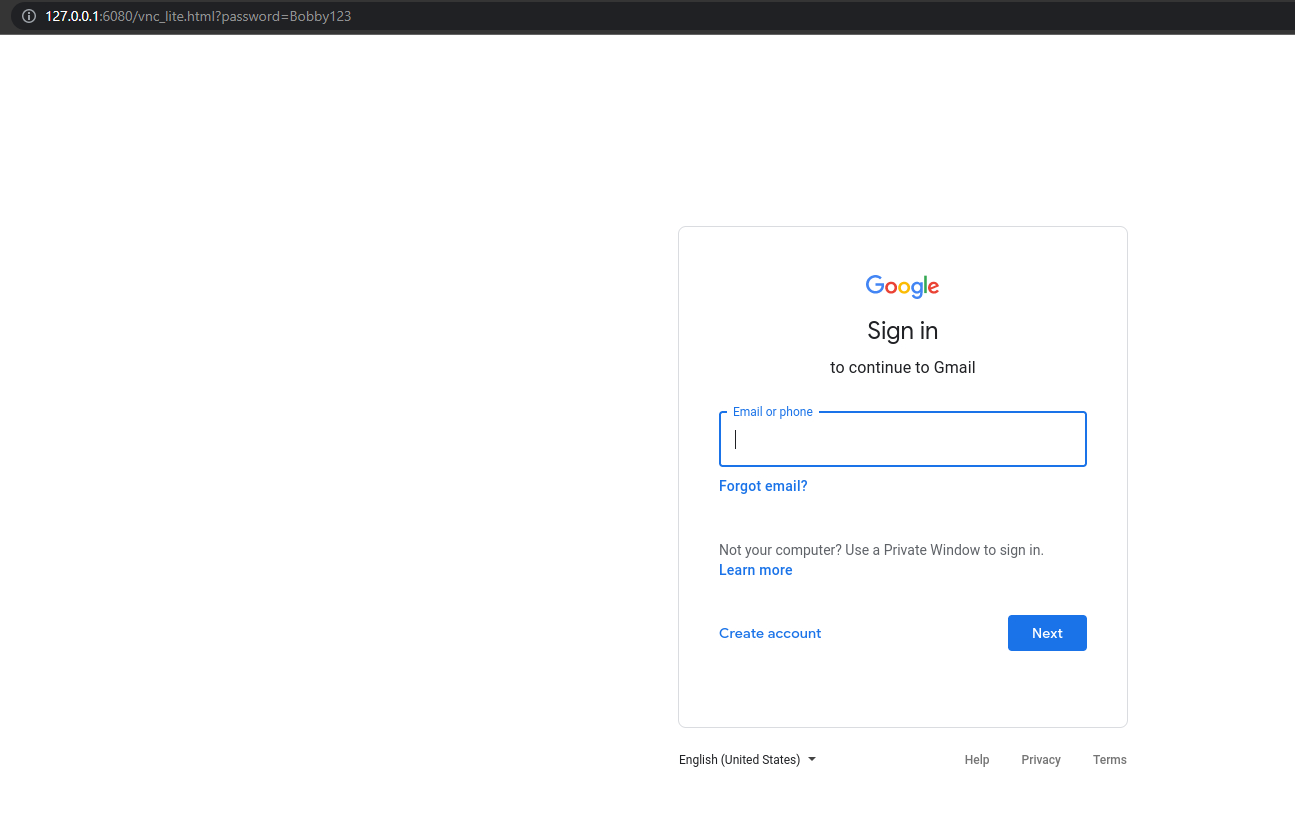 127.0.0.1:6080/vnc_lite.html?password=Bobby123
Google
Sign in
to continue to Gmail
Email or phone
Forgot email?
Not your computer? Use a Private Window to sign in.
Learn more
Create account
Next
English (United States)
Help
Privacy
Terms